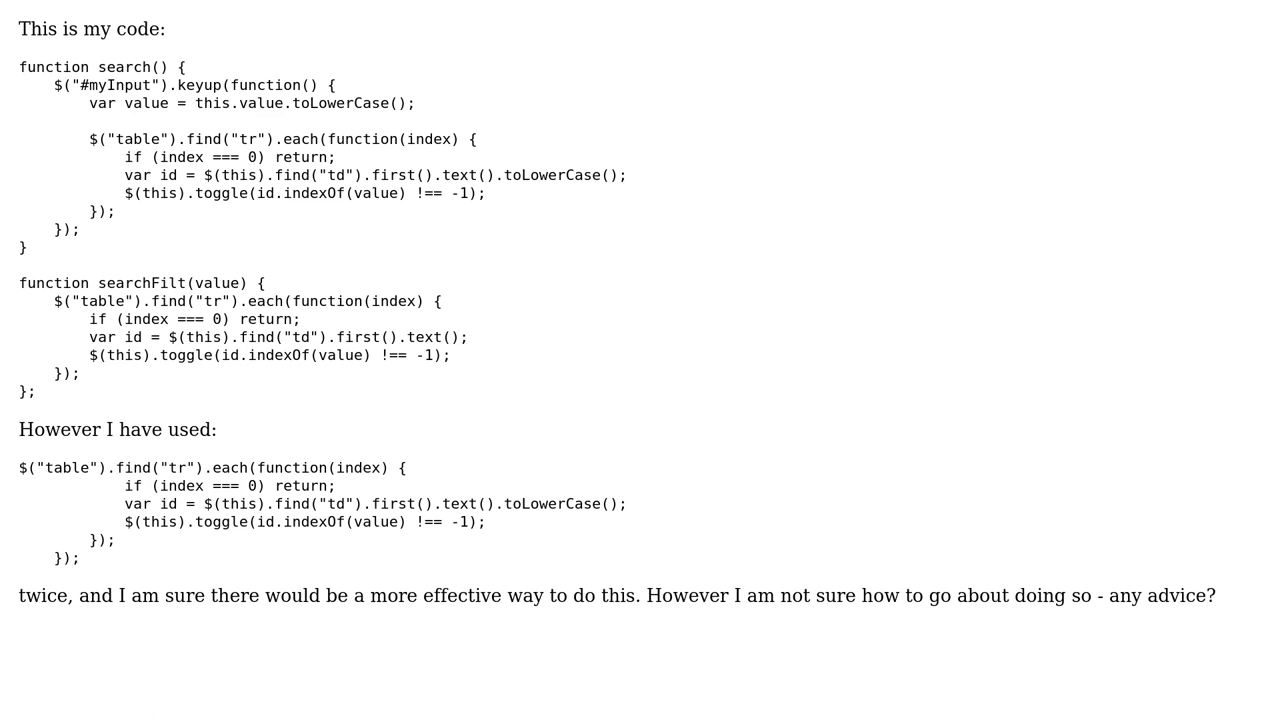 This is my code:
function search() {
    $("#myInput").keyup(function() {
        var value = this.value.toLowerCase();

        $("table").find("tr").each(function(index) {
            if (index === 0) return;
            var id = $(this).find("td").first().text().toLowerCase();
            $(this).toggle(id.indexOf(value) !== -1);
        });
    });
}

function searchFilt(value) {
    $("table").find("tr").each(function(index) {
        if (index === 0) return;
        var id = $(this).find("td").first().text();
        $(this).toggle(id.indexOf(value) !== -1);
    });
};
However I have used:
$("table").find("tr").each(function(index) {
            if (index === 0) return;
            var id = $(this).find("td").first().text().toLowerCase();
            $(this).toggle(id.indexOf(value) !== -1);
        });
    });
twice, and I am sure there would be a more effective way to do this. However I am not sure how to go about doing so - any advice?